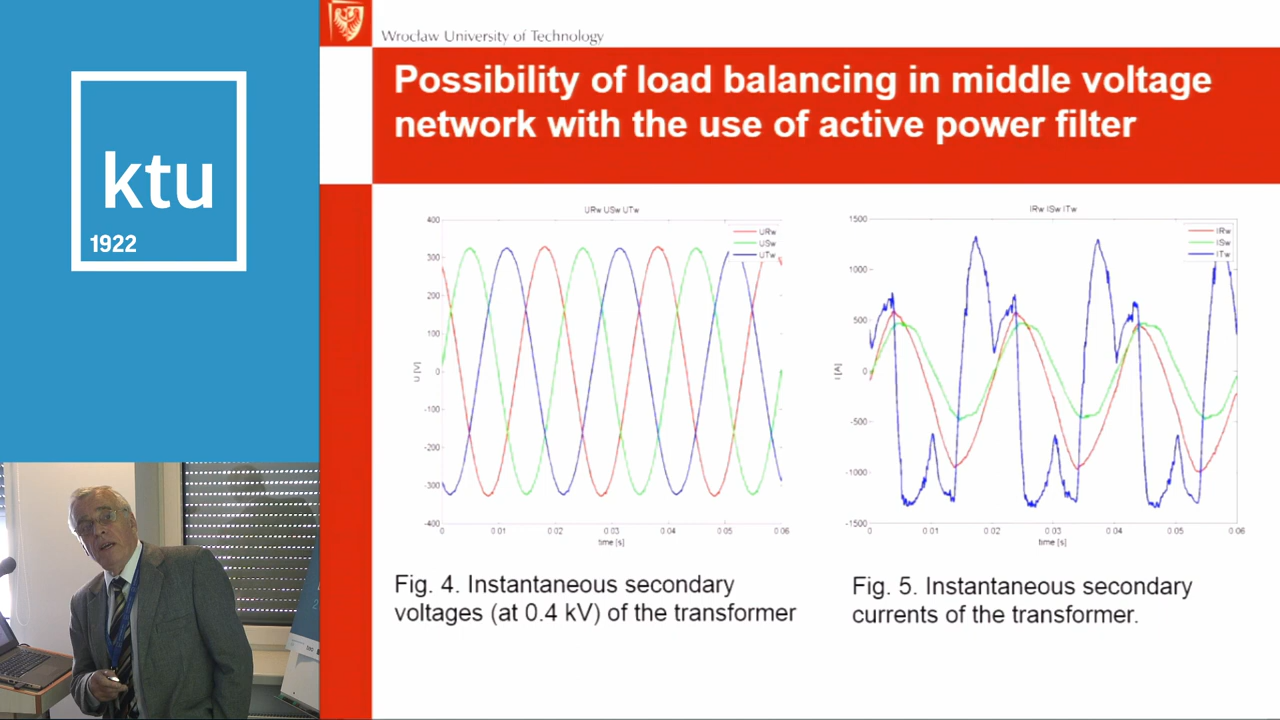 ktu
1922
Wrocław University of Technology
Possibility of load balancing in middle voltage
network with the use of active power filter
URw USw UTw
400
300
200
100
0
-100
-200
-300
-400
U [V]
URw
USw
UTw
0
0.01
0.02
0.03
0.04
0.05
0.06
time [s]
Fig. 4. Instantaneous secondary
voltages (at 0.4 kV) of the transformer
IRw ISw ITw
1500
1000
500
0
-500
-1000
-1500
I [A]
IRw
ISw
ITw
0
0.01
0.02
0.03
0.04
0.05
0.06
time [s]
Fig. 5. Instantaneous secondary
currents of the transformer.